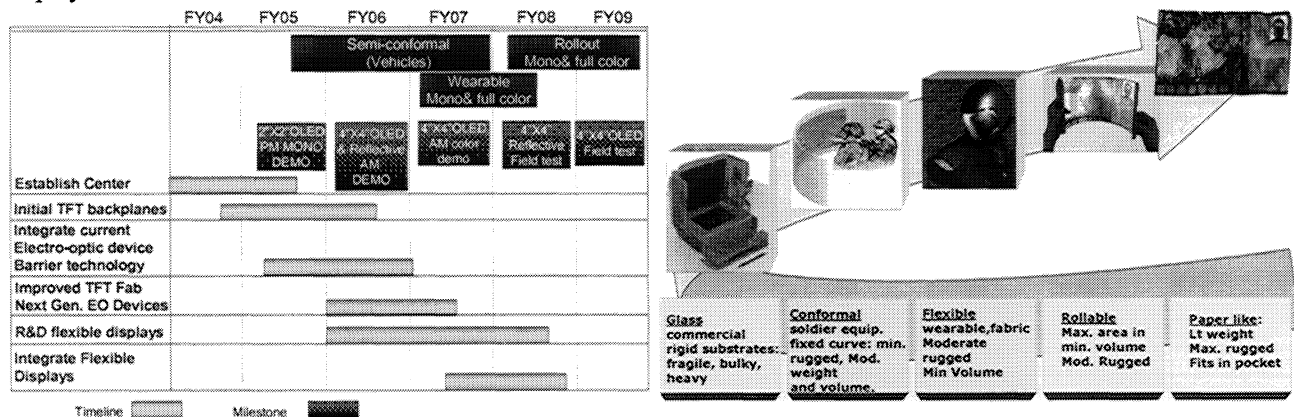 FY04 FY05 FY06 FY07 FY08 FY09
Semi-conformal
(Vehicles)
Rollout
Mono& full color
Wearable
Mono& full color
2"X2"OLED
PM MONO
DEMO
4"X4"OLED
& Reflective
AM
DEMO
4"X4"OLED
AM color
demo
4"X4"
Reflective
Field test
4"X4"OLED
Field test
Establish Center
Initial TFT backplanes
Integrate current
Electro-optic device
Barrier technology
Improved TFT Fab
Next Gen. EO Devices
R&D flexible displays
Integrate Flexible
Displays
Timeline
Milestone
Glass
commercial
rigid substrates:
fragile, bulky,
heavy
Conformal
soldier equip.
fixed curve: min.
rugged, Mod.
weight
and volume.
Flexible
wearable,fabric
Moderate
rugged
Min Volume
Rollable
Max. area in
min. volume
Mod. Rugged
Paper like:
Lt weight
Max. rugged
Fits in pocket